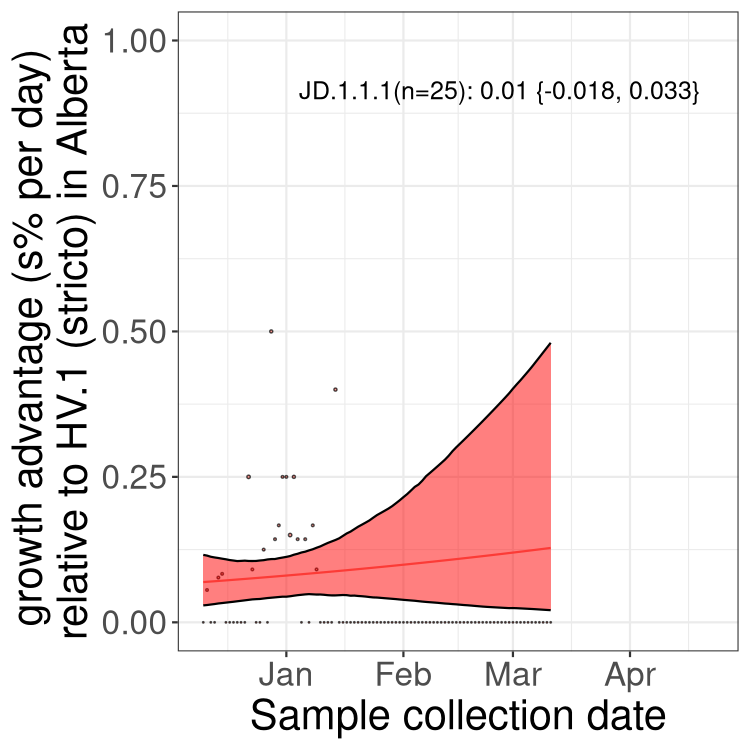 growth advantage (s% per day)
relative to HV.1 (stricto) in Alberta
1.00
0.75
0.50
0.25
0.00
JD.1.1.1(n=25): 0.01 {-0.018, 0.033}
Jan Feb Mar Apr
Sample collection date